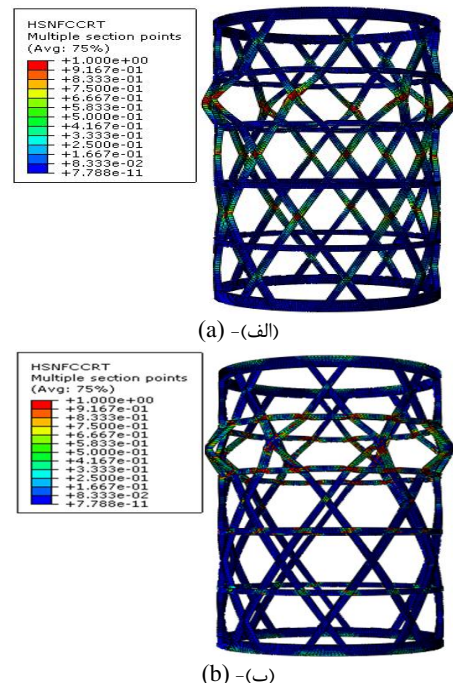 HSNFCCRT
Multiple section points
(Avg: 75%)
+1.000e+00
+9.167e-01
+8.333e-01
+7.500e-01
+6.667e-01
+5.833e-01
+5.000e-01
+4.167e-01
+3.333e-01
+2.500e-01
+1.667e-01
+8.333e-02
+7.788e-11
(a) -(الف)
HSNFCCRT
Multiple section points
(Avg: 75%)
+1.000e+00
+9.167e-01
+8.333e-01
+7.500e-01
+6.667e-01
+5.833e-01
+5.000e-01
+4.167e-01
+3.333e-01
+2.500e-01
+1.667e-01
+8.333e-02
+7.788e-11
(b) -(ب)